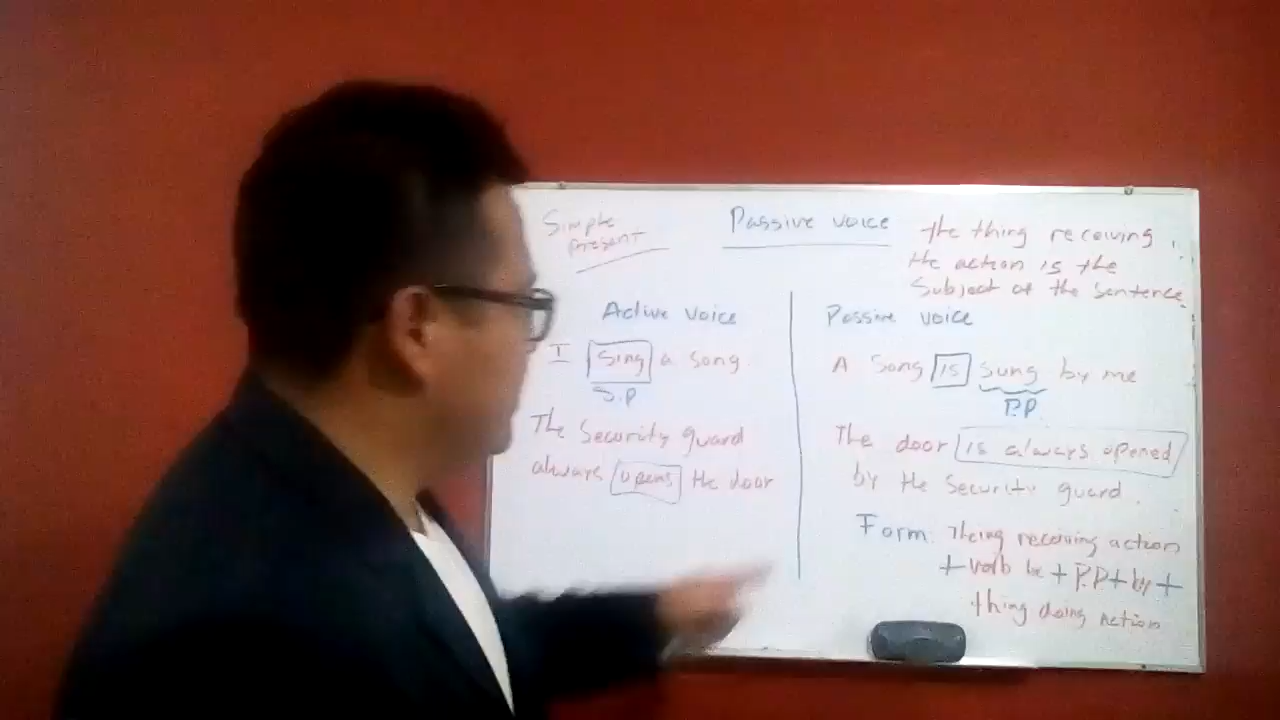 Simple
present
Passive voice
the thing receiving
the action is the
Subject of the sentence
Active voice
I sing a song.
S.P
The security guard
always opens the door
Passive voice
A song is sung by me
P.P
The door is always opened
by the security guard.
Form: Thing receiving action
+ verb be + P.P + by +
thing doing action